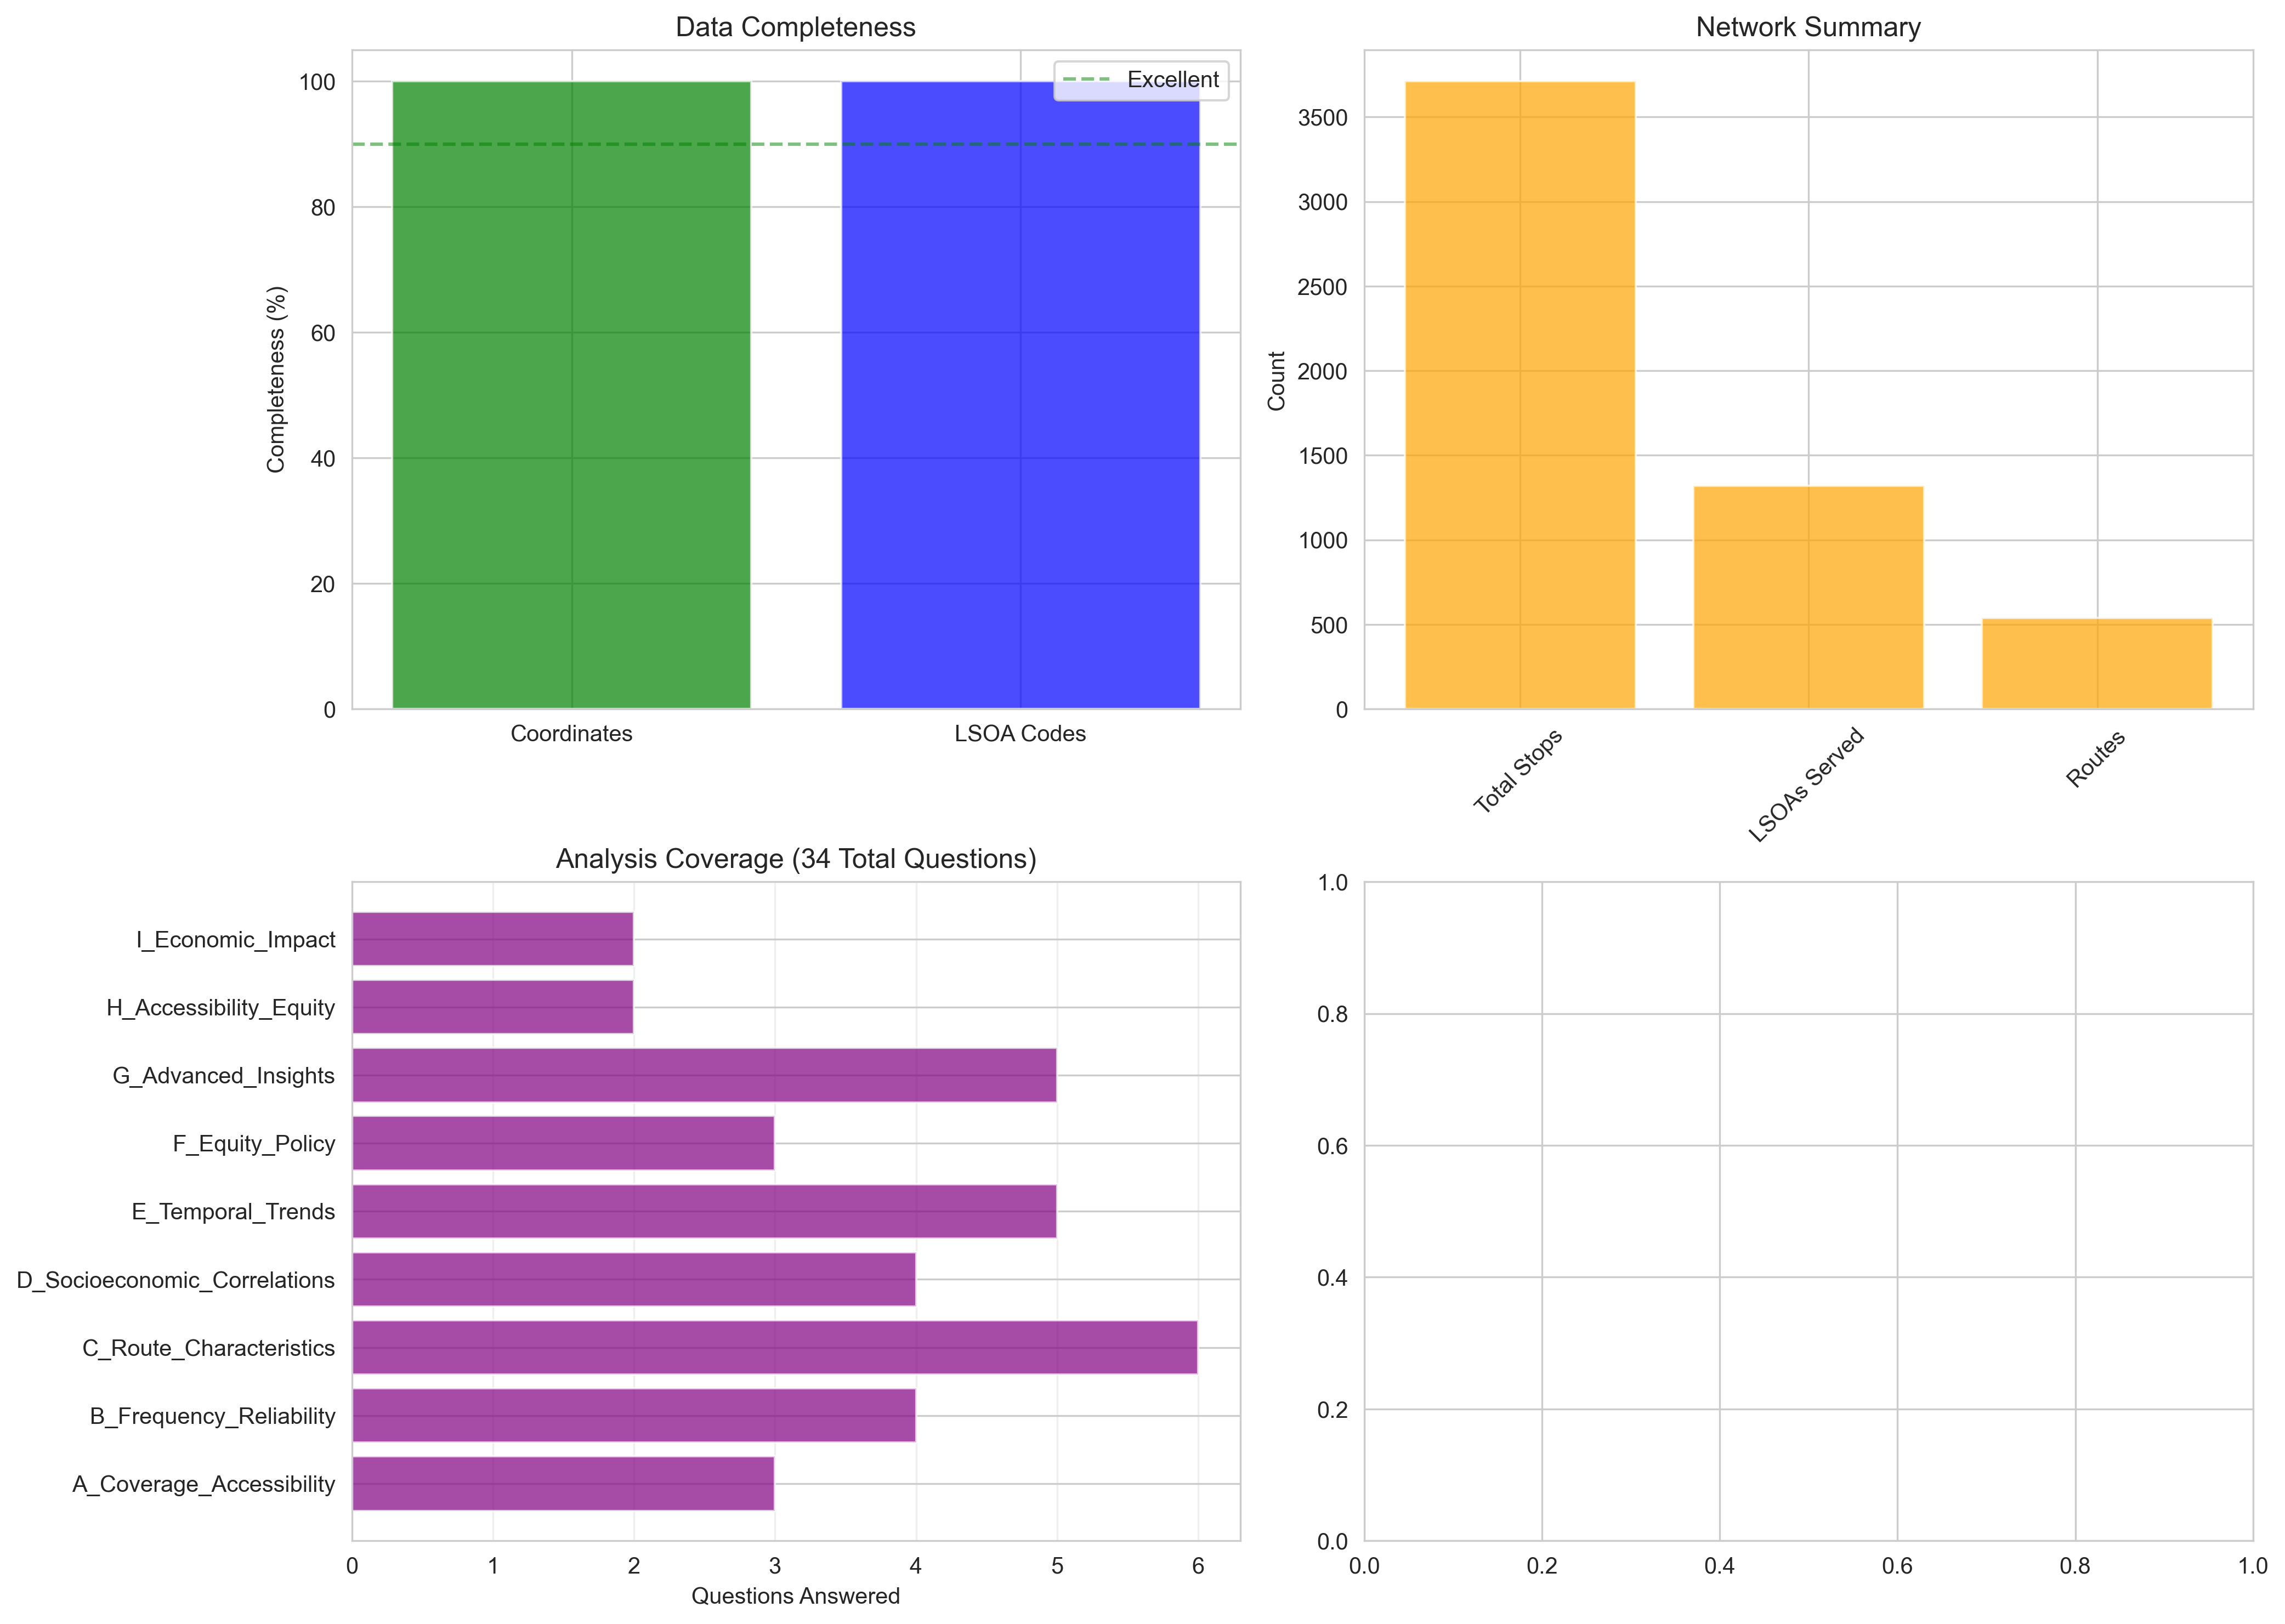 Data Completeness
Excellent
Completeness (%)
100
80
60
40
20
0
Coordinates
LSOA Codes
Network Summary
Count
3500
3000
2500
2000
1500
1000
500
0
Total Stops
LSOAs Served
Routes
Analysis Coverage (34 Total Questions)
I_Economic_Impact
H_Accessibility_Equity
G_Advanced_Insights
F_Equity_Policy
E_Temporal_Trends
D_Socioeconomic_Correlations
C_Route_Characteristics
B_Frequency_Reliability
A_Coverage_Accessibility
0 1 2 3 4 5 6
Questions Answered
1.0
0.8
0.6
0.4
0.2
0.0
0.0 0.2 0.4 0.6 0.8 1.0